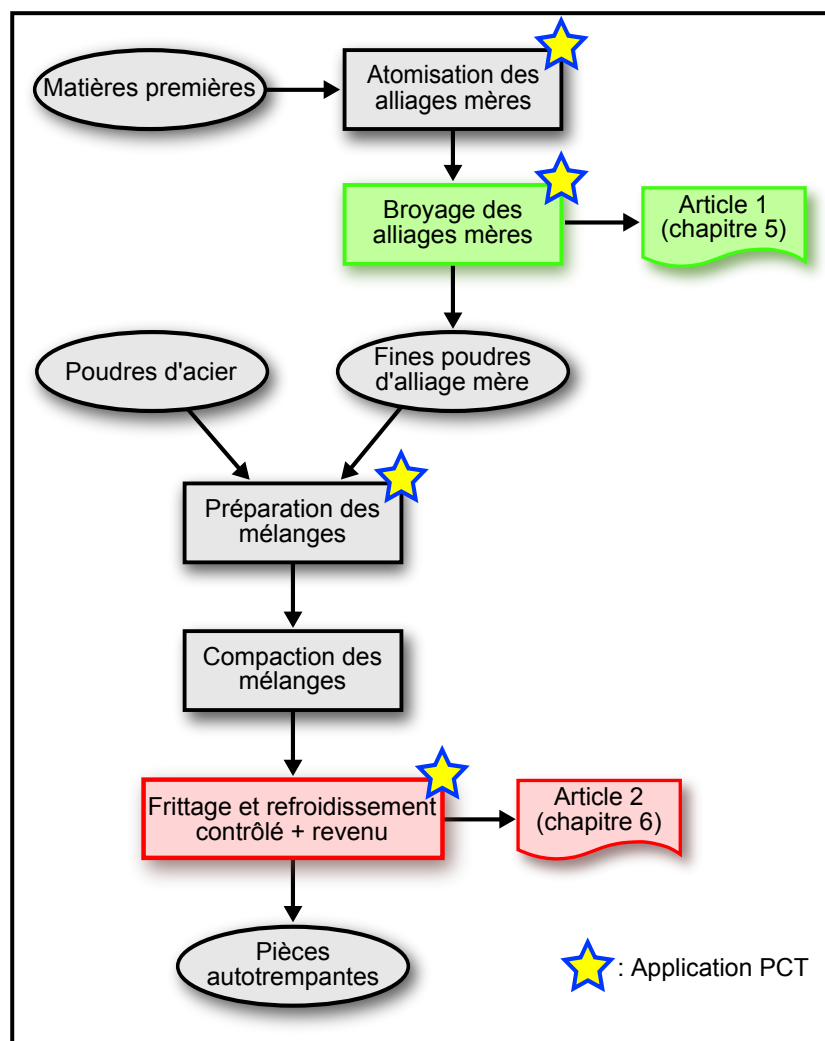 Matières premières
Atomisation des
alliages mères
Broyage des
alliages mères
Article 1
(chapitre 5)
Poudres d'acier
Fines poudres
d'alliage mère
Préparation des
mélanges
Compaction des
mélanges
Frittage et refroidissement
contrôlé + revenu
Article 2
(chapitre 6)
Pièces
autotrempantes
: Application PCT